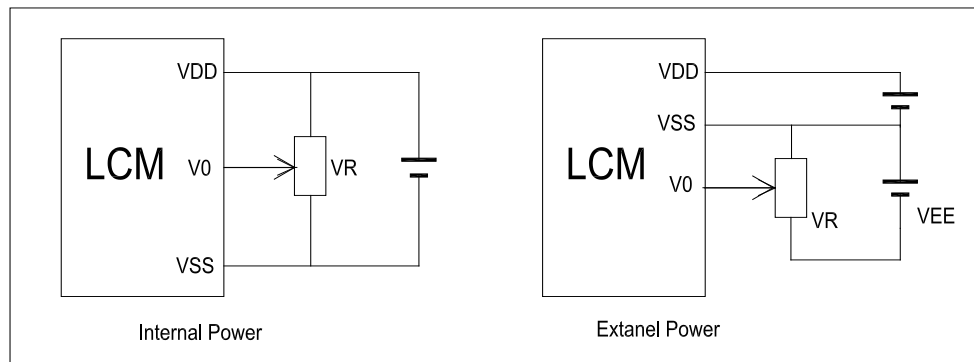 VDD
LCM
V0
VR
VSS
Internal Power
VDD
VSS
LCM
V0
VR
VEE
Extanel Power